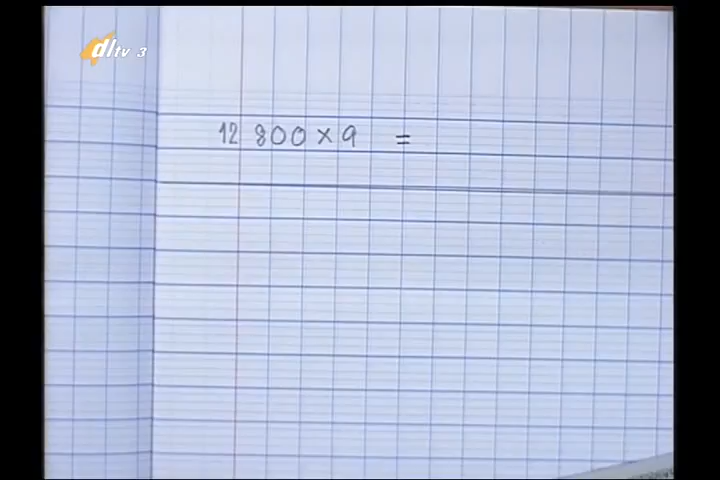 dltv 3
12 800 × 9 =